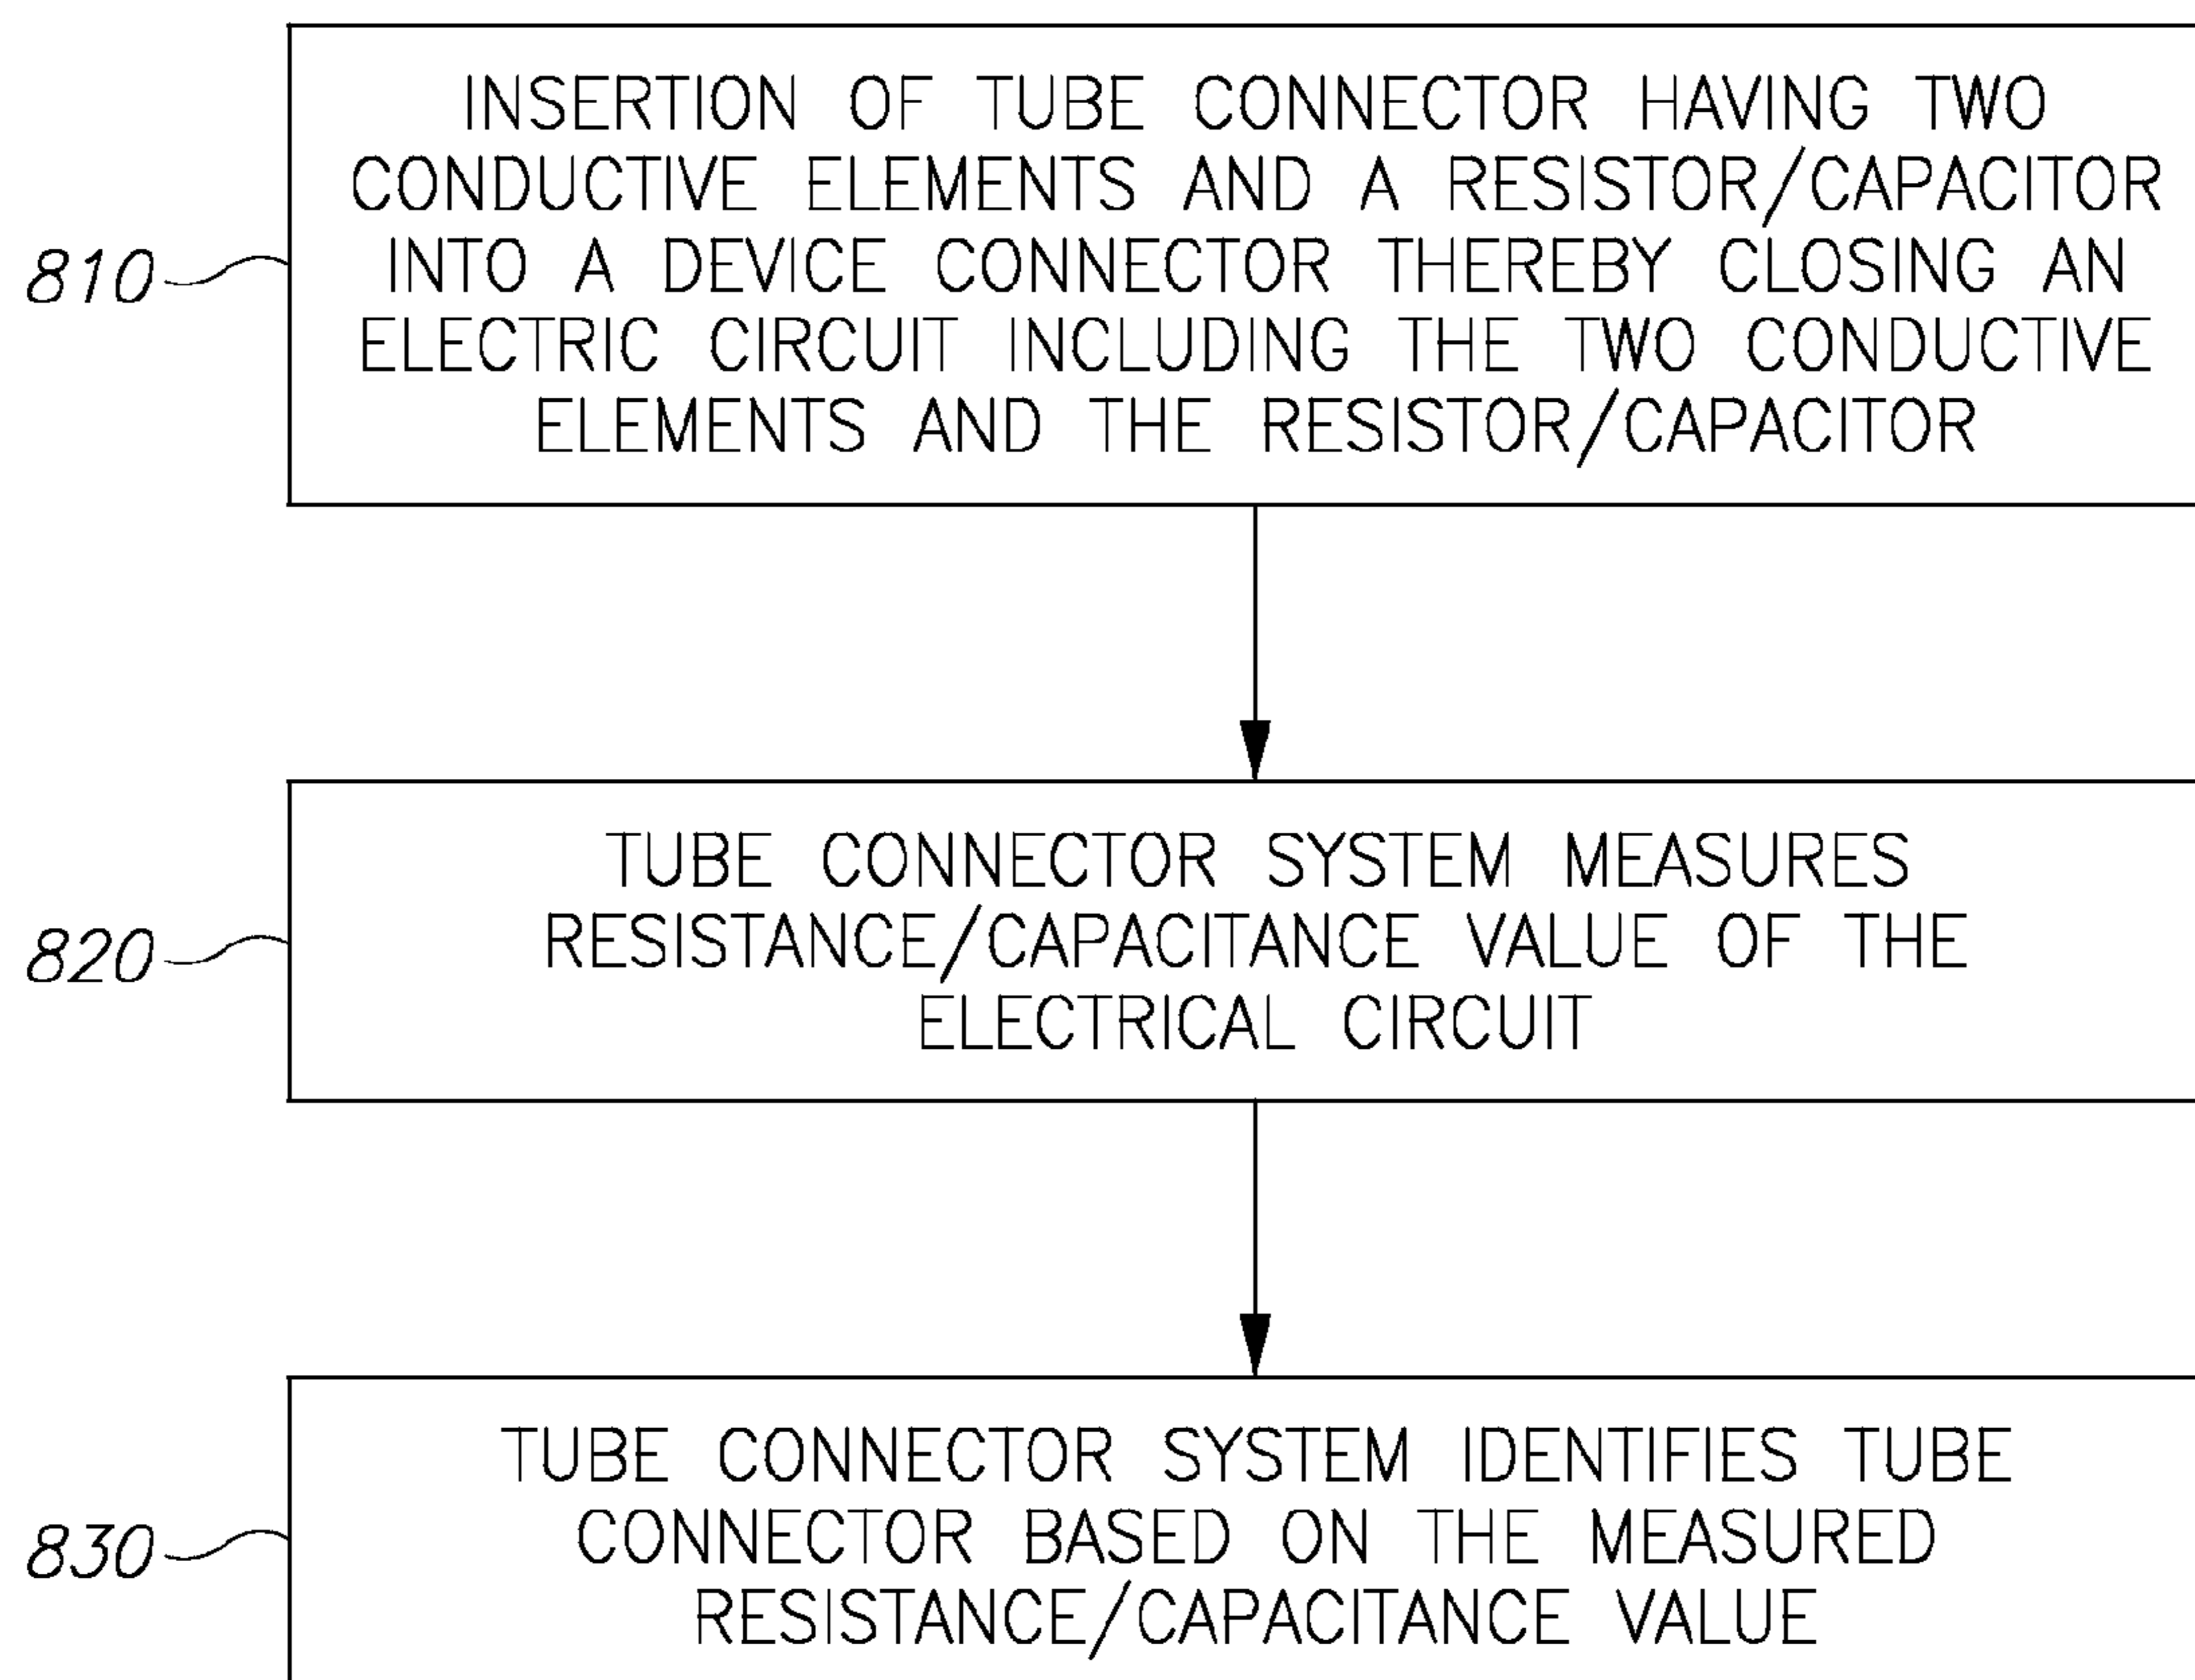 INSERTION OF TUBE CONNECTOR HAVING TWO
CONDUCTIVE ELEMENTS AND A RESISTOR/CAPACITOR
INTO A DEVICE CONNECTOR THEREBY CLOSING AN
ELECTRIC CIRCUIT INCLUDING THE TWO CONDUCTIVE
ELEMENTS AND THE RESISTOR/CAPACITOR
810
TUBE CONNECTOR SYSTEM MEASURES
RESISTANCE/CAPACITANCE VALUE OF THE
ELECTRICAL CIRCUIT
820
TUBE CONNECTOR SYSTEM IDENTIFIES TUBE
CONNECTOR BASED ON THE MEASURED
RESISTANCE/CAPACITANCE VALUE
830